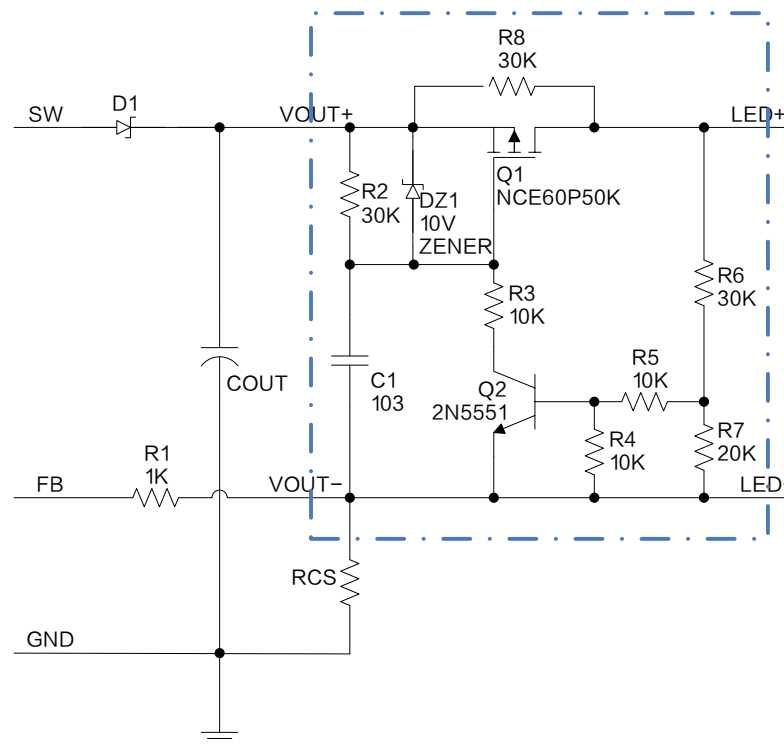 R8
30K
SW
D1
VOUT+
LED+
Q1
NCE60P50K
R2
30K
DZ1
10V
ZENER
R3
10K
R6
30K
COUT
C1
103
Q2
2N5551
R5
10K
R4
10K
R7
20K
R1
1K
FB
VOUT−
LED-
RCS
GND